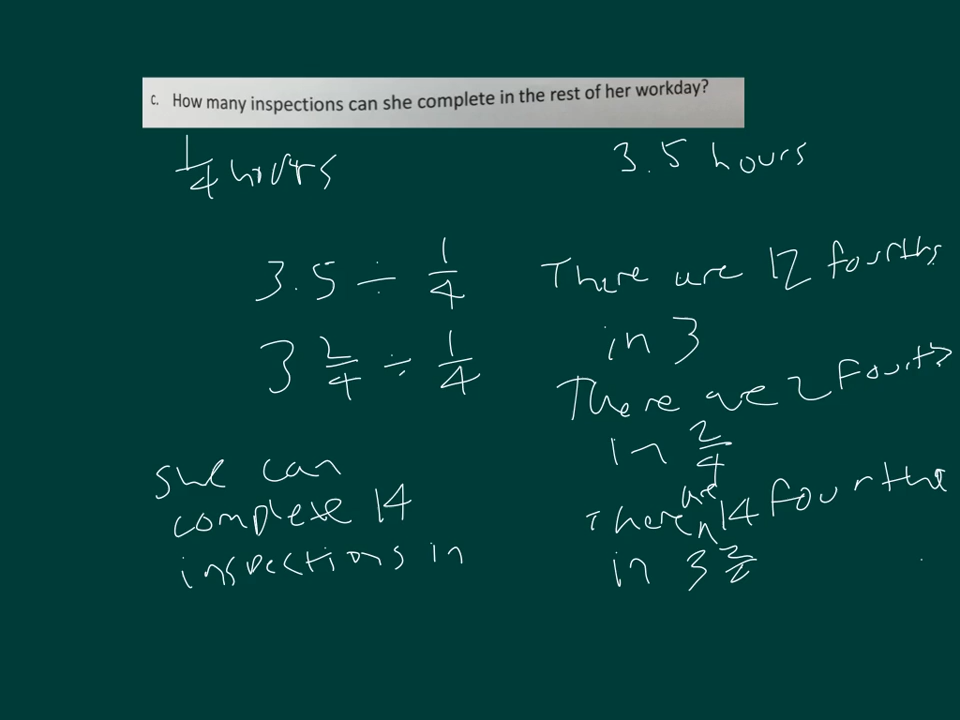 c. How many inspections can she complete in the rest of her workday?
1/4 hours
3.5 hours
3.5 ÷ 1/4
3 2/4 ÷ 1/4
She can
complete 14
inspections in
There are 12 fourths
in 3
There are 2 fourths
in 2/4
There are 14 fourths
in 3 2/